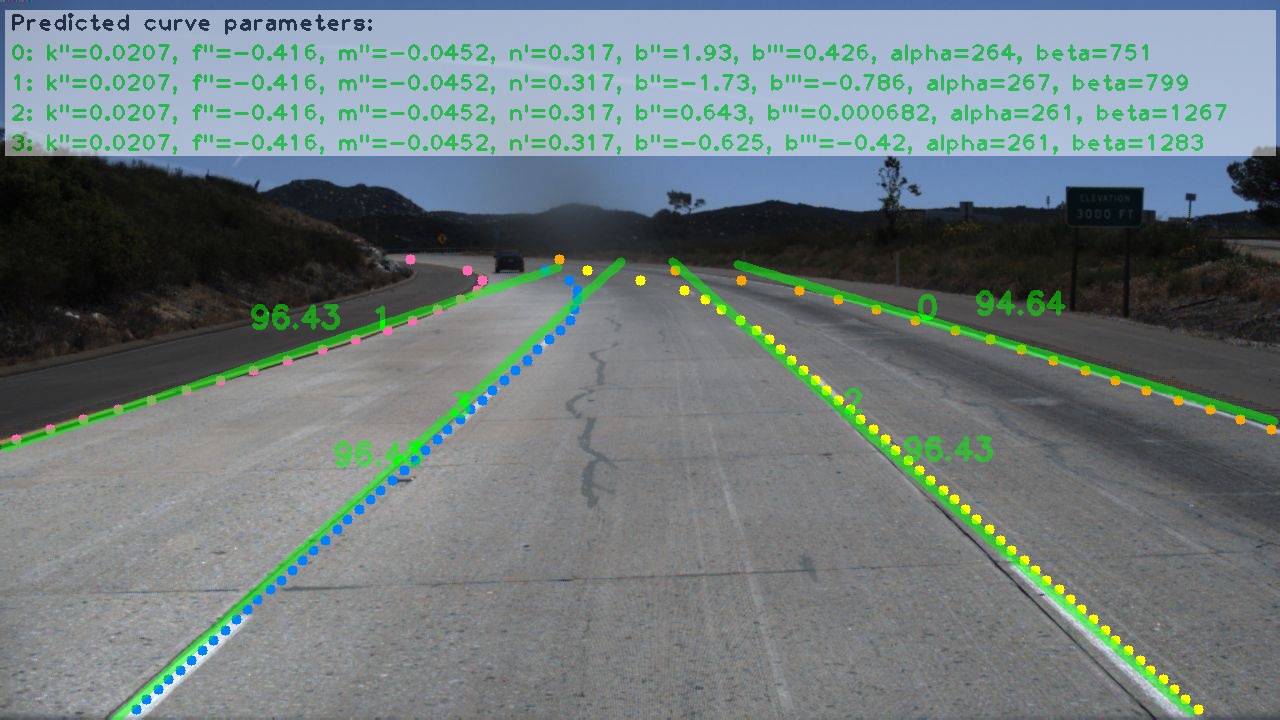 Predicted curve parameters:
0: k''=0.0207, f''=-0.416, m''=-0.0452, n'=0.317, b''=1.93, b'''=0.426, alpha=264, beta=751
1: k''=0.0207, f''=-0.416, m''=-0.0452, n'=0.317, b''=-1.73, b'''=-0.786, alpha=267, beta=799
2: k''=0.0207, f''=-0.416, m''=-0.0452, n'=0.317, b''=0.643, b'''=0.000682, alpha=261, beta=1267
3: k''=0.0207, f''=-0.416, m''=-0.0452, n'=0.317, b''=-0.625, b'''=-0.42, alpha=261, beta=1283
ELEVATION
3000 FT
96.43 1
0 94.64
2
96.43